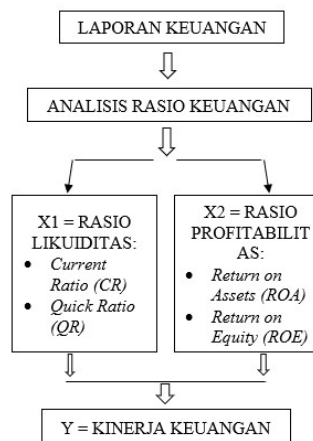 LAPORAN KEUANGAN
ANALISIS RASIO KEUANGAN
X1 = RASIO
LIKUIDITAS:
• Current
Ratio (CR)
• Quick Ratio
(QR)
X2 = RASIO
PROFITABILIT
AS:
• Return on
Assets (ROA)
• Return on
Equity (ROE)
Y = KINERJA KEUANGAN